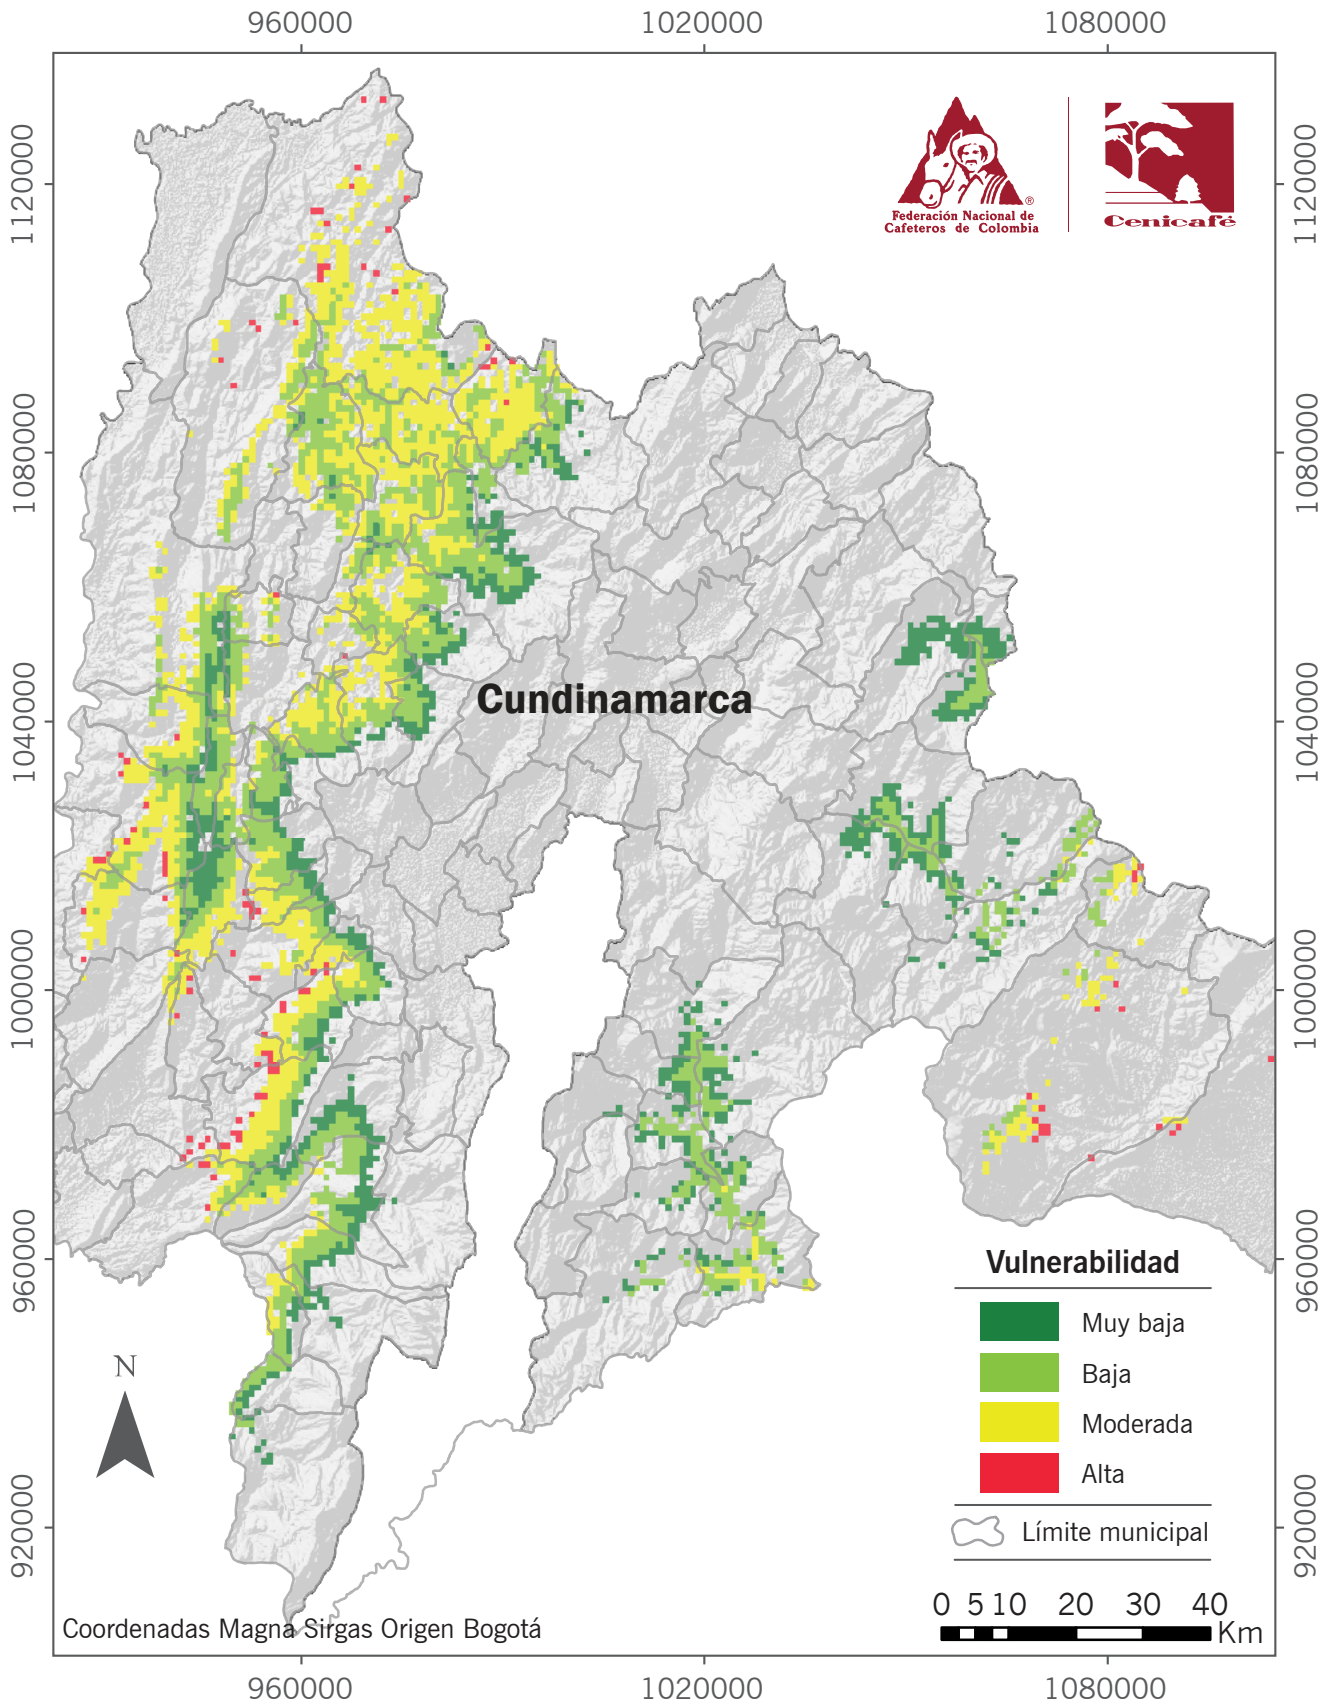 960000 1020000 1080000
1120000 1120000
Federación Nacional de
Cafeteros de Colombia
®
Cenicafé
1080000 1080000
1040000 1040000
Cundinamarca
1000000 1000000
960000 960000
Vulnerabilidad
Muy baja
Baja
Moderada
Alta
Límite municipal
N
920000 920000
0 5 10 20 30 40
Km
Coordenadas Magna Sirgas Origen Bogotá
960000 1020000 1080000